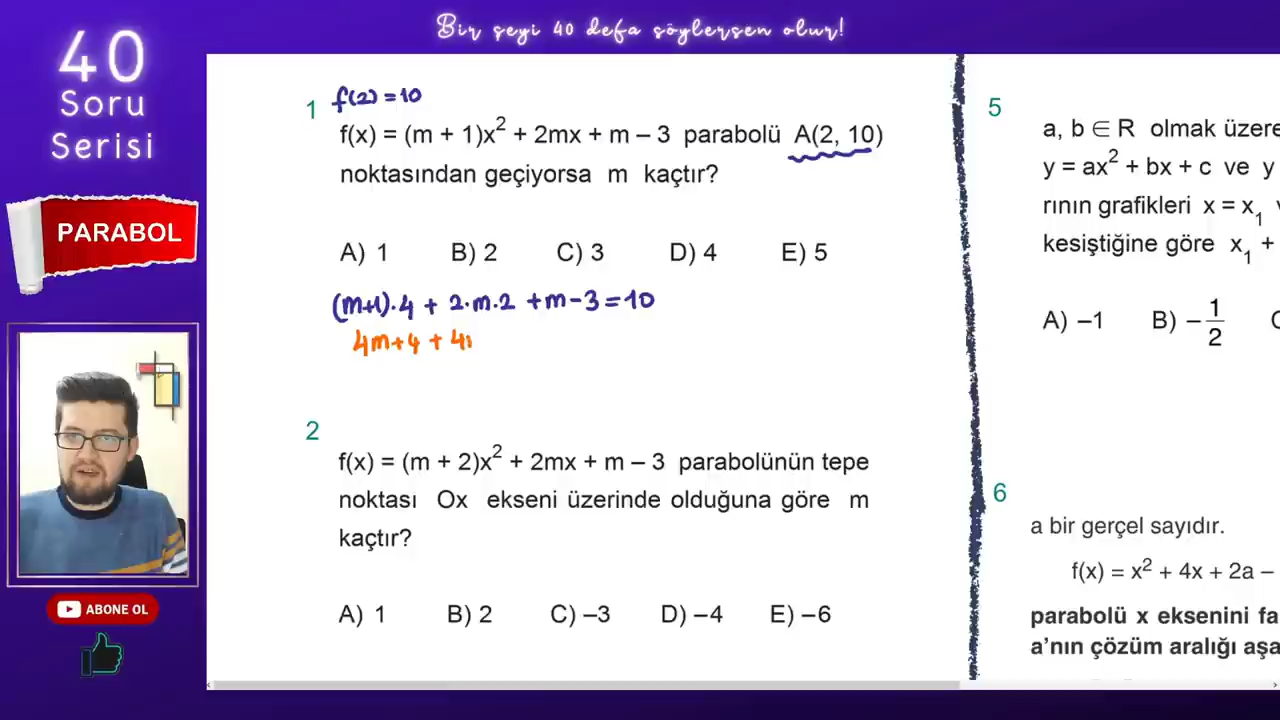 Bir şeyi 40 defa söylersen olur!
40
Soru
Serisi
PARABOL
ABONE OL
1
f(2) = 10
f(x) = (m + 1)x² + 2mx + m – 3 parabolü A(2, 10)
noktasından geçiyorsa m kaçtır?
A) 1 B) 2 C) 3 D) 4 E) 5
(m+1)·4 + 2·m·2 + m – 3 = 10
4m+4 + 4
2
f(x) = (m + 2)x² + 2mx + m – 3 parabolünün tepe
noktası Ox ekseni üzerinde olduğuna göre m
kaçtır?
A) 1 B) 2 C) –3 D) –4 E) –6
5
a, b ∈ R olmak üzere
y = ax² + bx + c ve y
rının grafikleri x = x₁
kesiştiğine göre x₁ +
A) –1 B) –1/2
6
a bir gerçel sayıdır.
f(x) = x² + 4x + 2a –
parabolü x eksenini fa
a’nın çözüm aralığı aşa